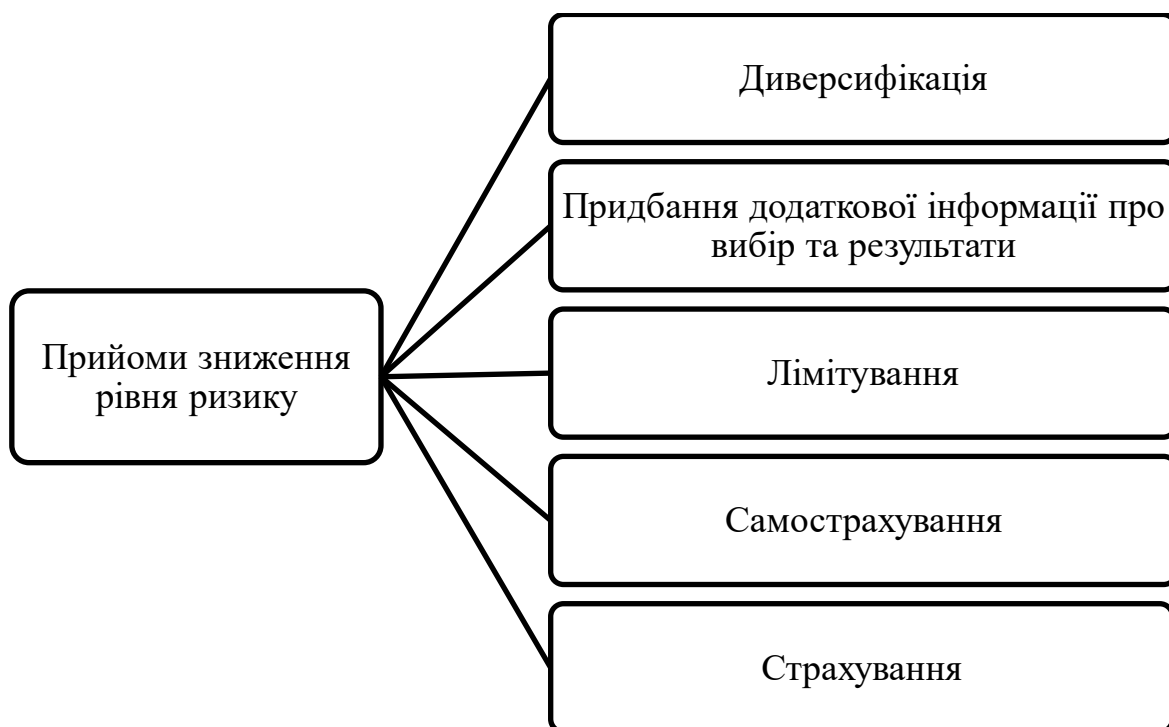 Диверсифікація
Придбання додаткової інформації про
вибір та результати
Прийоми зниження
рівня ризику
Лімітування
Самострахування
Страхування